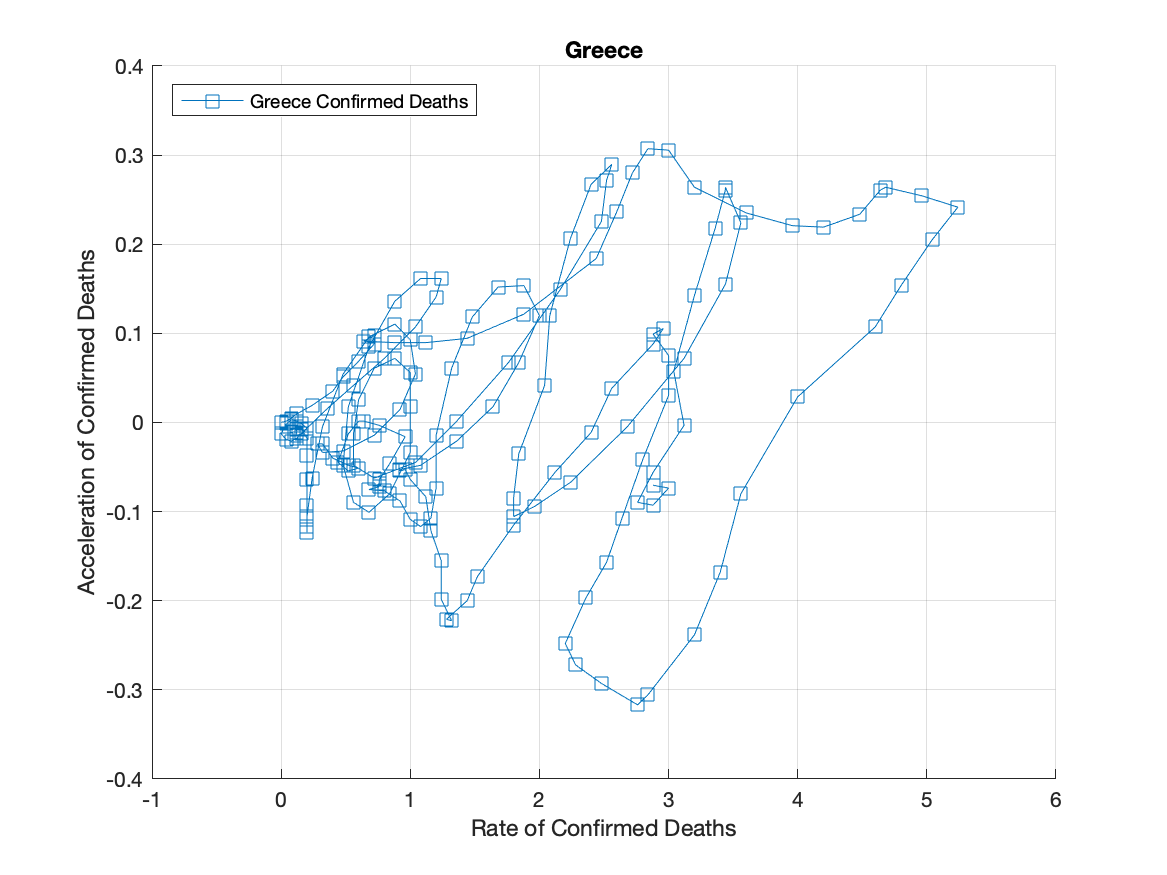 Greece
0.4
Greece Confirmed Deaths
0.3
0.2
0.1
0
-0.1
-0.2
-0.3
-0.4
Acceleration of Confirmed Deaths
-1 0 1 2 3 4 5 6
Rate of Confirmed Deaths